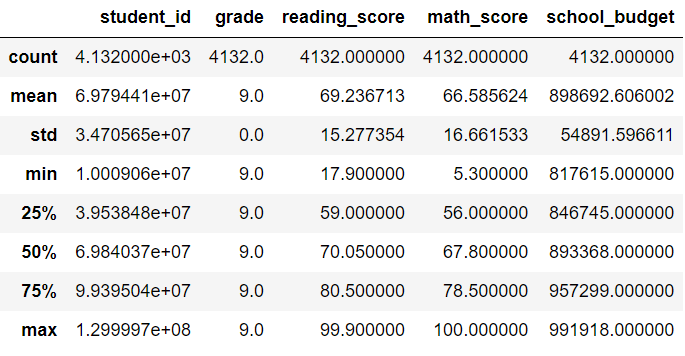 student_id grade reading_score math_score school_budget
count 4.132000e+03 4132.0 4132.000000 4132.000000 4132.000000
mean 6.979441e+07 9.0 69.236713 66.585624 898692.606002
std 3.470565e+07 0.0 15.277354 16.661533 54891.596611
min 1.000906e+07 9.0 17.900000 5.300000 817615.000000
25% 3.953848e+07 9.0 59.000000 56.000000 846745.000000
50% 6.984037e+07 9.0 70.050000 67.800000 893368.000000
75% 9.939504e+07 9.0 80.500000 78.500000 957299.000000
max 1.299997e+08 9.0 99.900000 100.000000 991918.000000